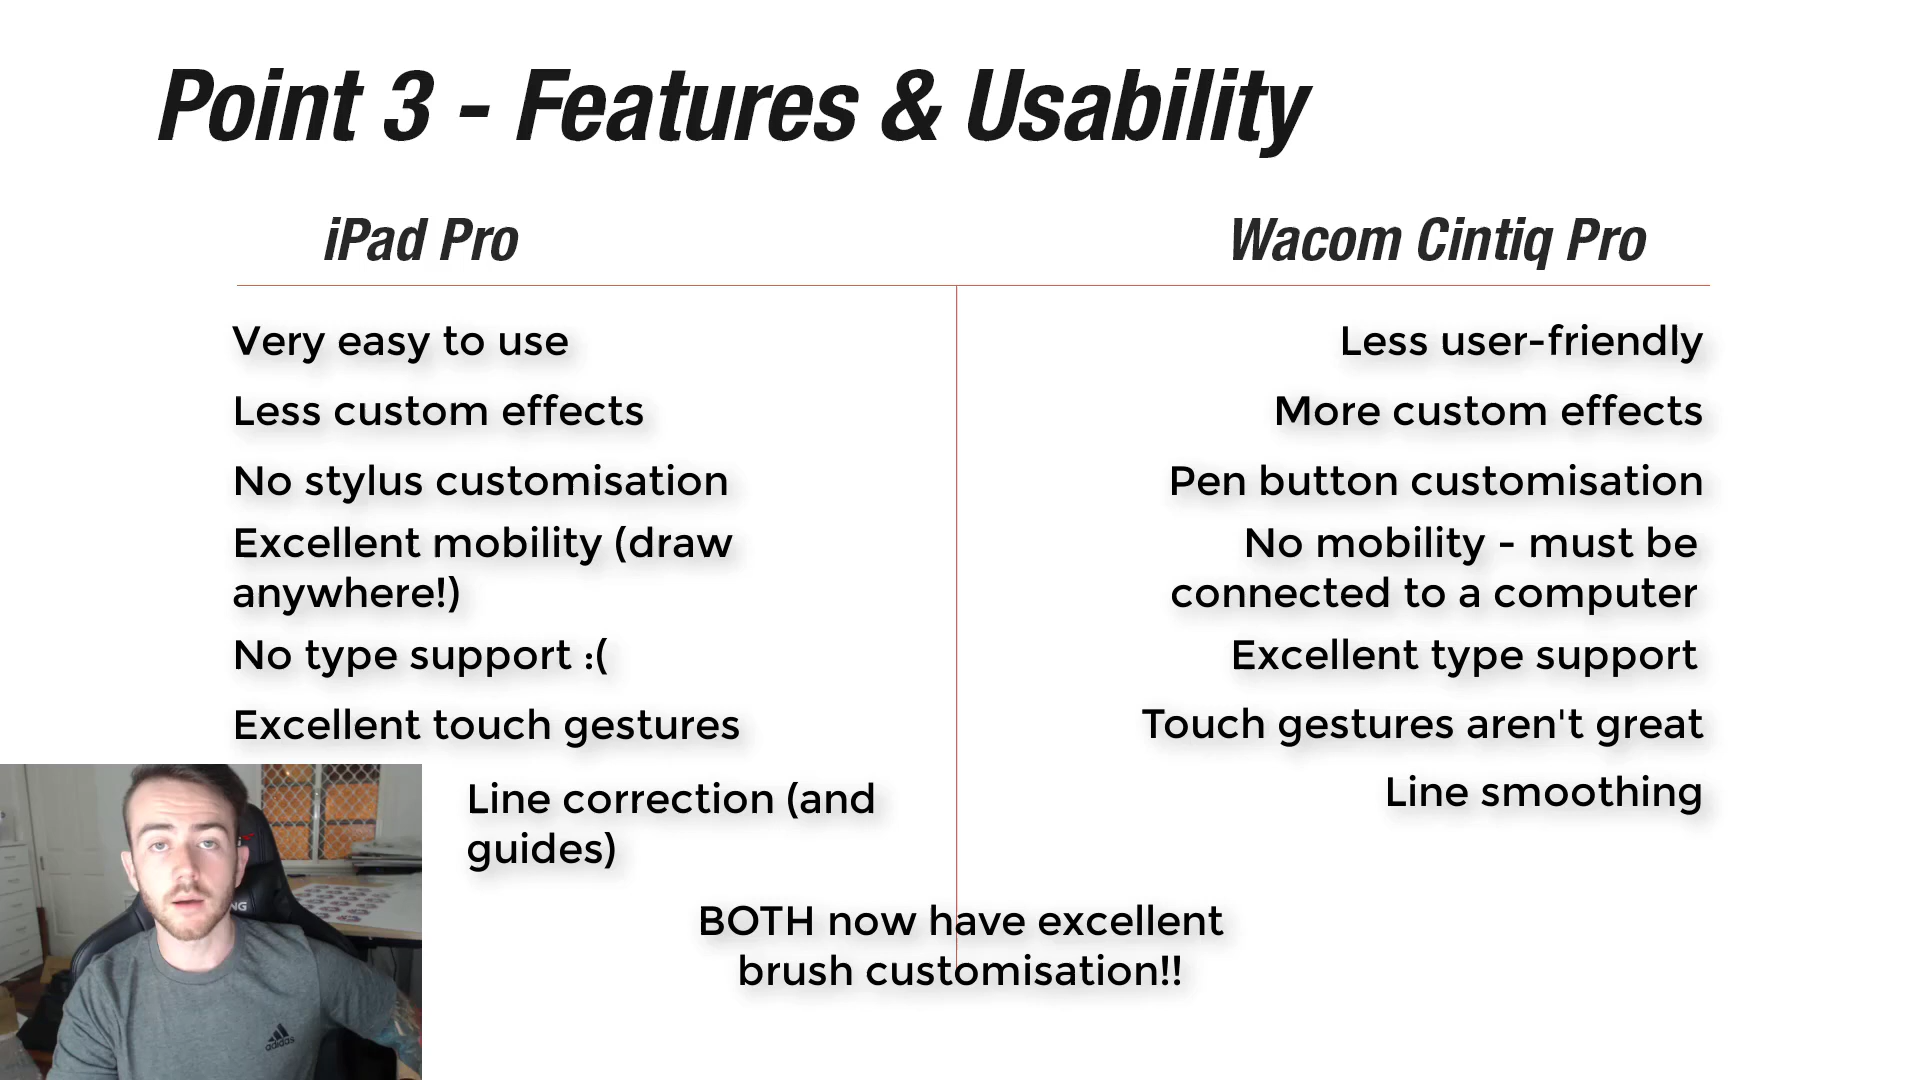 Point 3 - Features & Usability
iPad Pro
Wacom Cintiq Pro
Very easy to use
Less user-friendly
Less custom effects
More custom effects
No stylus customisation
Pen button customisation
Excellent mobility (draw
anywhere!)
No mobility - must be
connected to a computer
No type support :(
Excellent type support
Excellent touch gestures
Touch gestures aren't great
Line correction (and
guides)
Line smoothing
BOTH now have excellent
brush customisation!!
NG
adidas